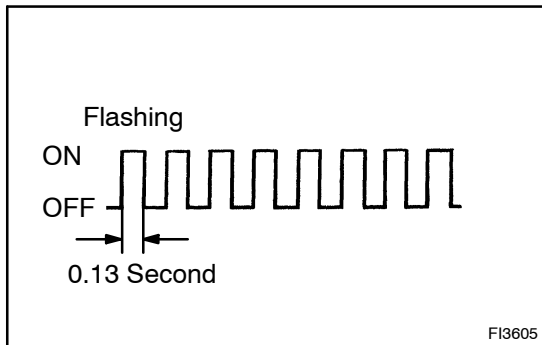 Flashing
ON
OFF
0.13 Second
FI3605